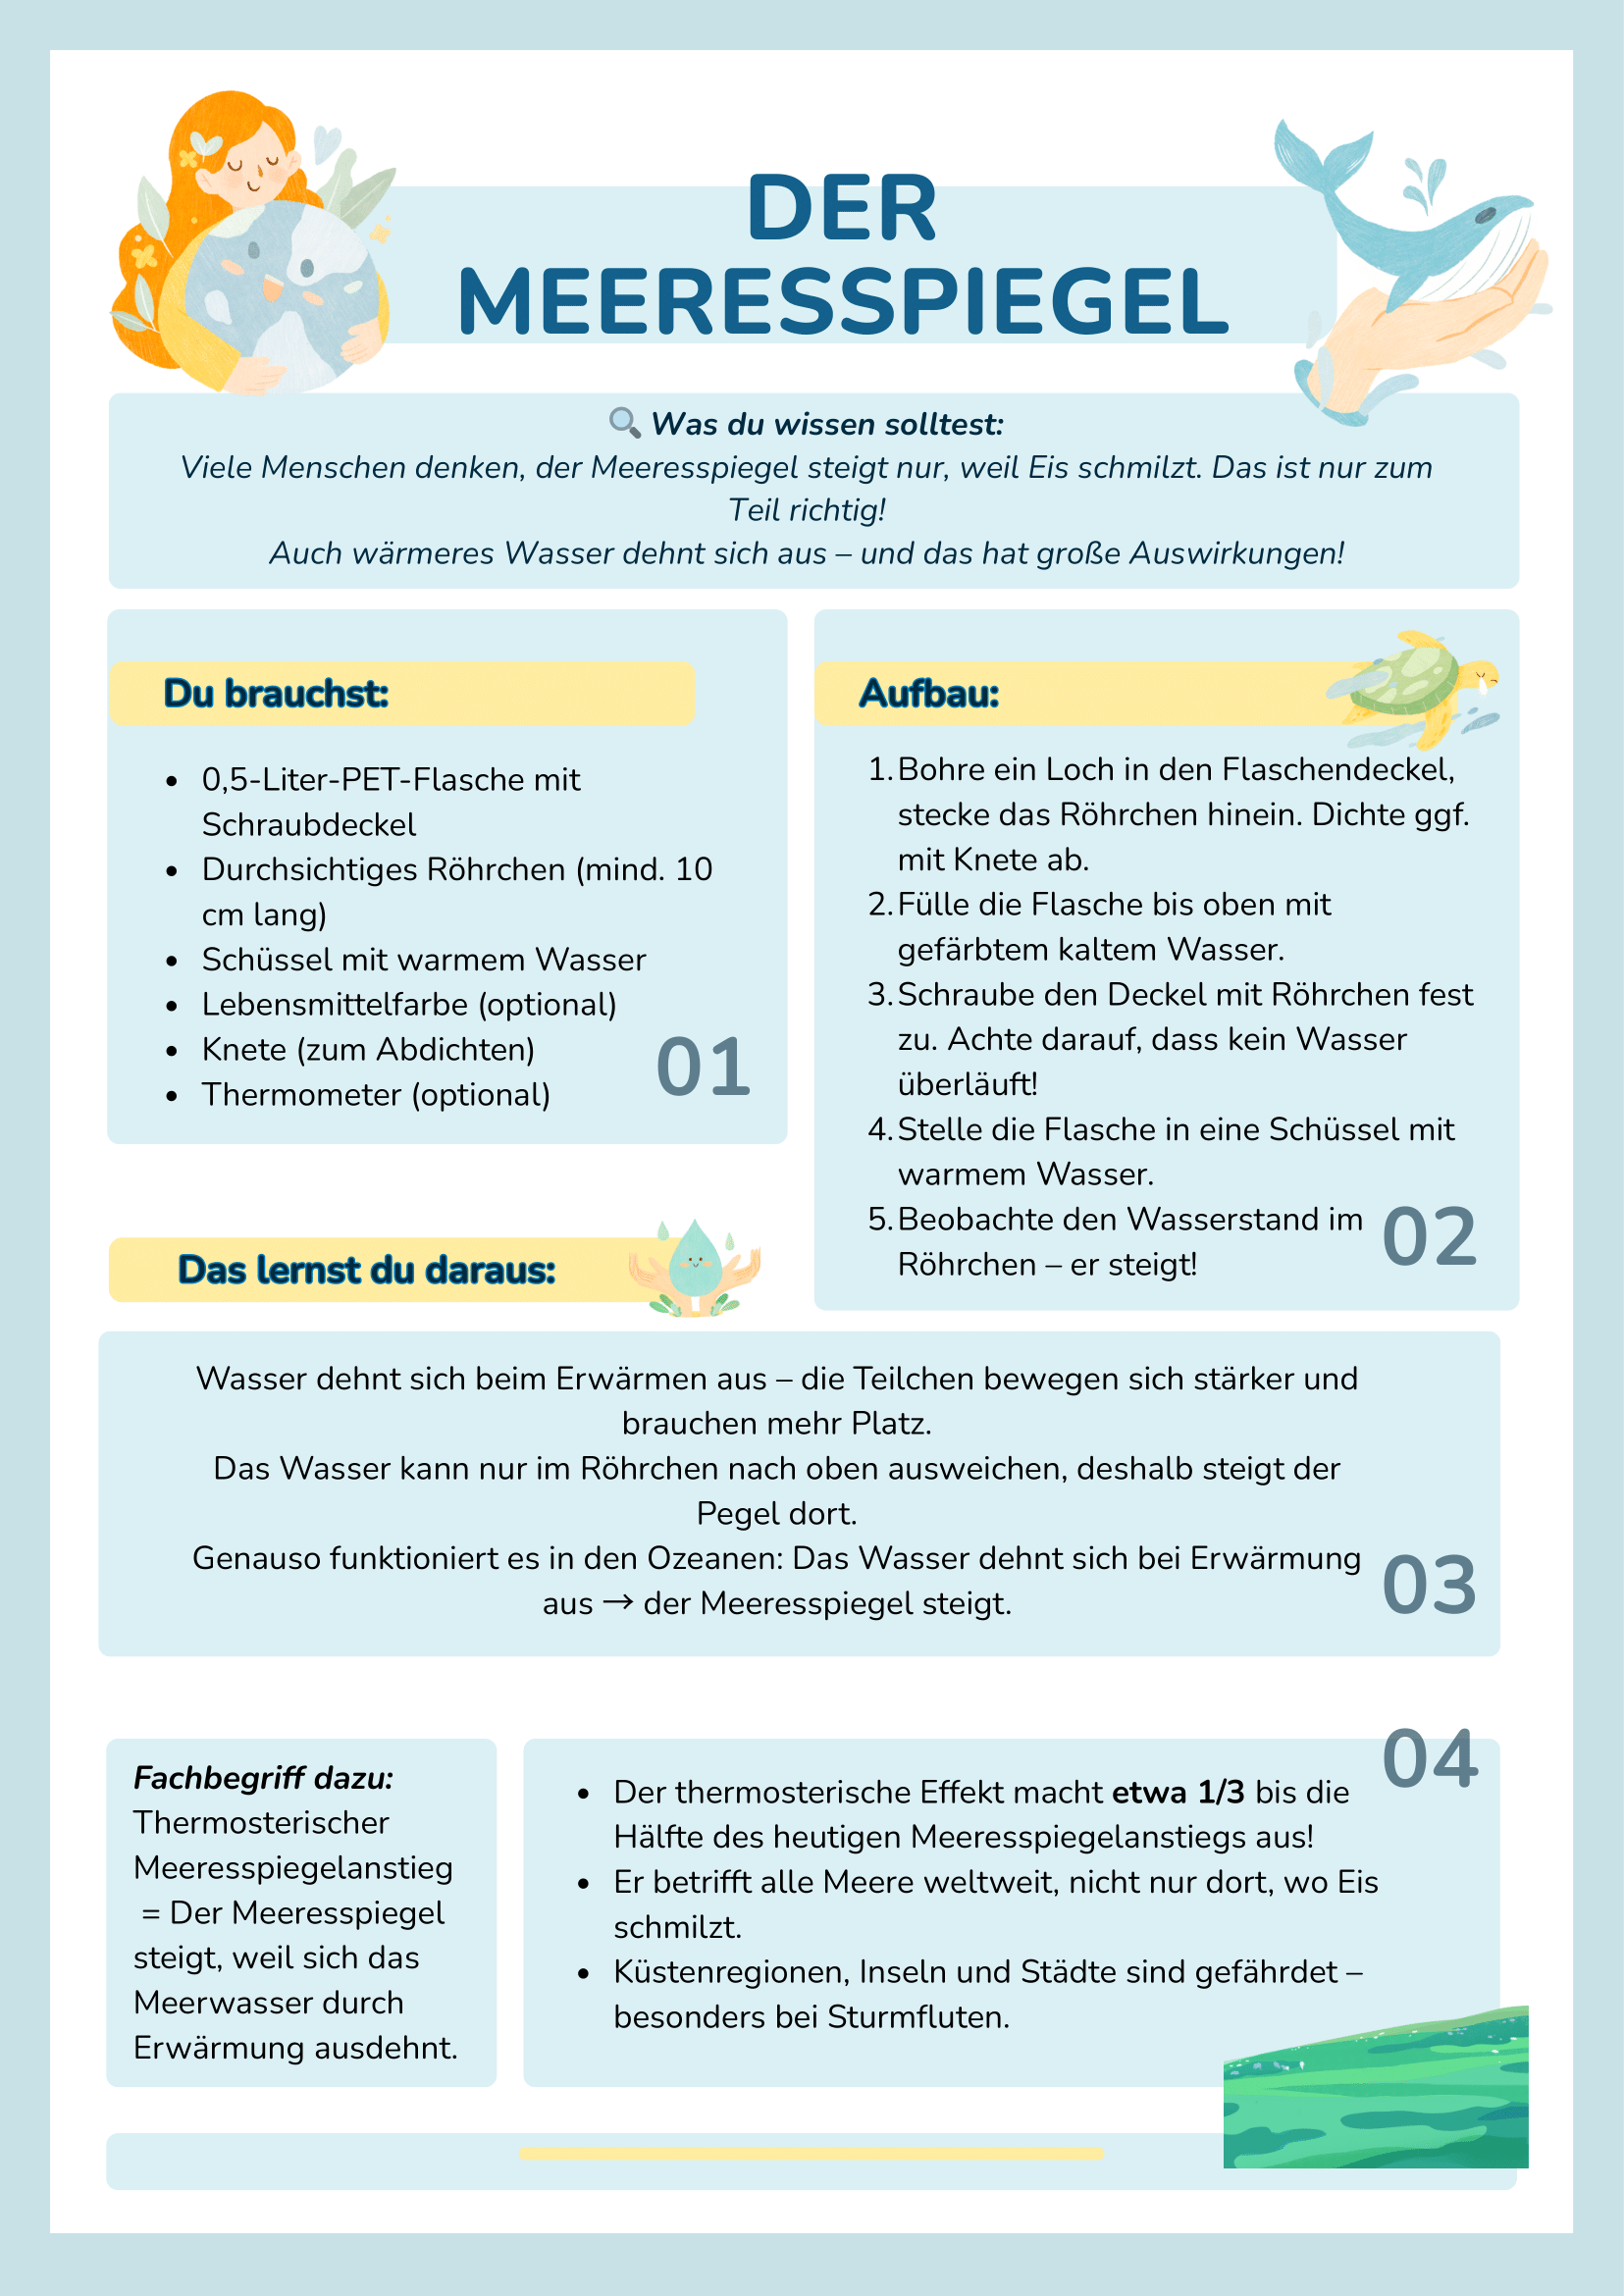 DER
MEERESSPIEGEL
🔍 Was du wissen solltest:
Viele Menschen denken, der Meeresspiegel steigt nur, weil Eis schmilzt. Das ist nur zum
Teil richtig!
Auch wärmeres Wasser dehnt sich aus – und das hat große Auswirkungen!
Du brauchst:
• 0,5-Liter-PET-Flasche mit
Schraubdeckel
• Durchsichtiges Röhrchen (mind. 10
cm lang)
• Schüssel mit warmem Wasser
• Lebensmittelfarbe (optional)
• Knete (zum Abdichten)
• Thermometer (optional)
01
Aufbau:
1. Bohre ein Loch in den Flaschendeckel,
stecke das Röhrchen hinein. Dichte ggf.
mit Knete ab.
2. Fülle die Flasche bis oben mit
gefärbtem kaltem Wasser.
3. Schraube den Deckel mit Röhrchen fest
zu. Achte darauf, dass kein Wasser
überläuft!
4. Stelle die Flasche in eine Schüssel mit
warmem Wasser.
5. Beobachte den Wasserstand im
Röhrchen – er steigt!
02
Das lernst du daraus:
Wasser dehnt sich beim Erwärmen aus – die Teilchen bewegen sich stärker und
brauchen mehr Platz.
Das Wasser kann nur im Röhrchen nach oben ausweichen, deshalb steigt der
Pegel dort.
Genauso funktioniert es in den Ozeanen: Das Wasser dehnt sich bei Erwärmung
aus → der Meeresspiegel steigt.
03
Fachbegriff dazu:
Thermosterischer
Meeresspiegelanstieg
= Der Meeresspiegel
steigt, weil sich das
Meerwasser durch
Erwärmung ausdehnt.
04
• Der thermosterische Effekt macht etwa 1/3 bis die
Hälfte des heutigen Meeresspiegelanstiegs aus!
• Er betrifft alle Meere weltweit, nicht nur dort, wo Eis
schmilzt.
• Küstenregionen, Inseln und Städte sind gefährdet –
besonders bei Sturmfluten.